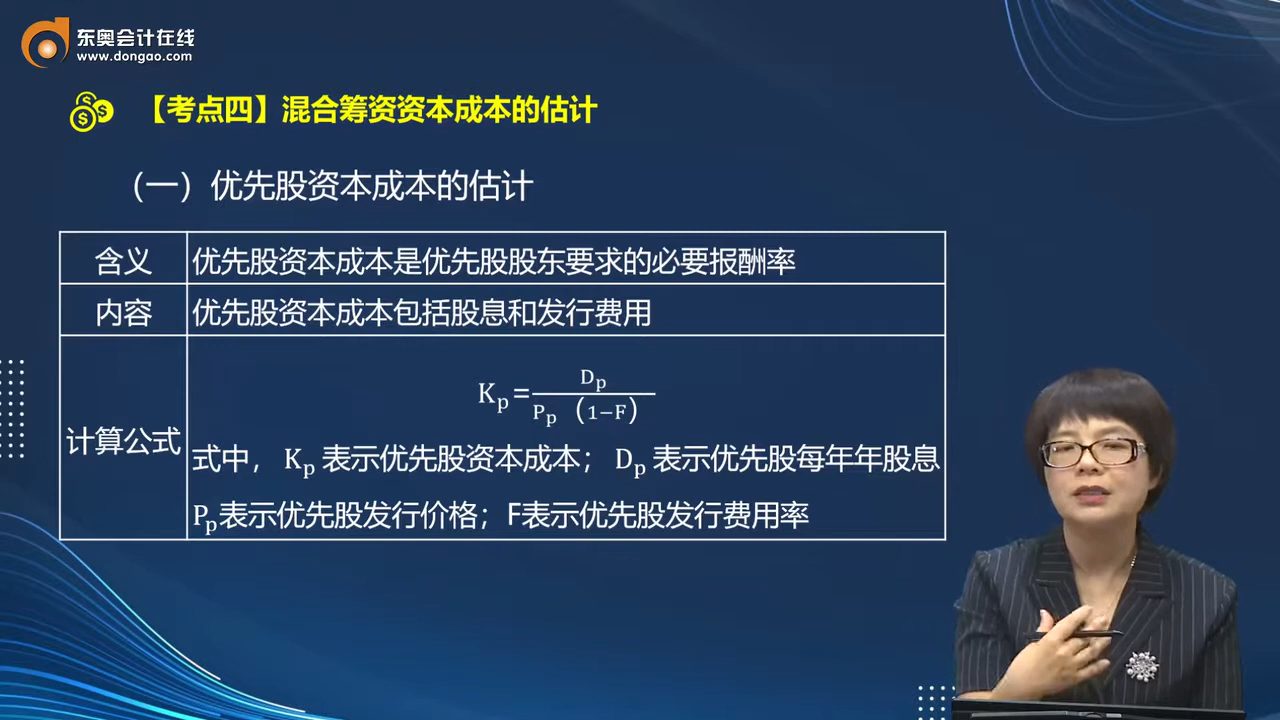 东奥会计在线
www.dongao.com
【考点四】混合筹资资本成本的估计
（一）优先股资本成本的估计
含义 优先股资本成本是优先股股东要求的必要报酬率
内容 优先股资本成本包括股息和发行费用
计算公式
Kp=Dp/Pp（1−F）
式中，Kp表示优先股资本成本；Dp表示优先股每年年股息
Pp表示优先股发行价格；F表示优先股发行费用率